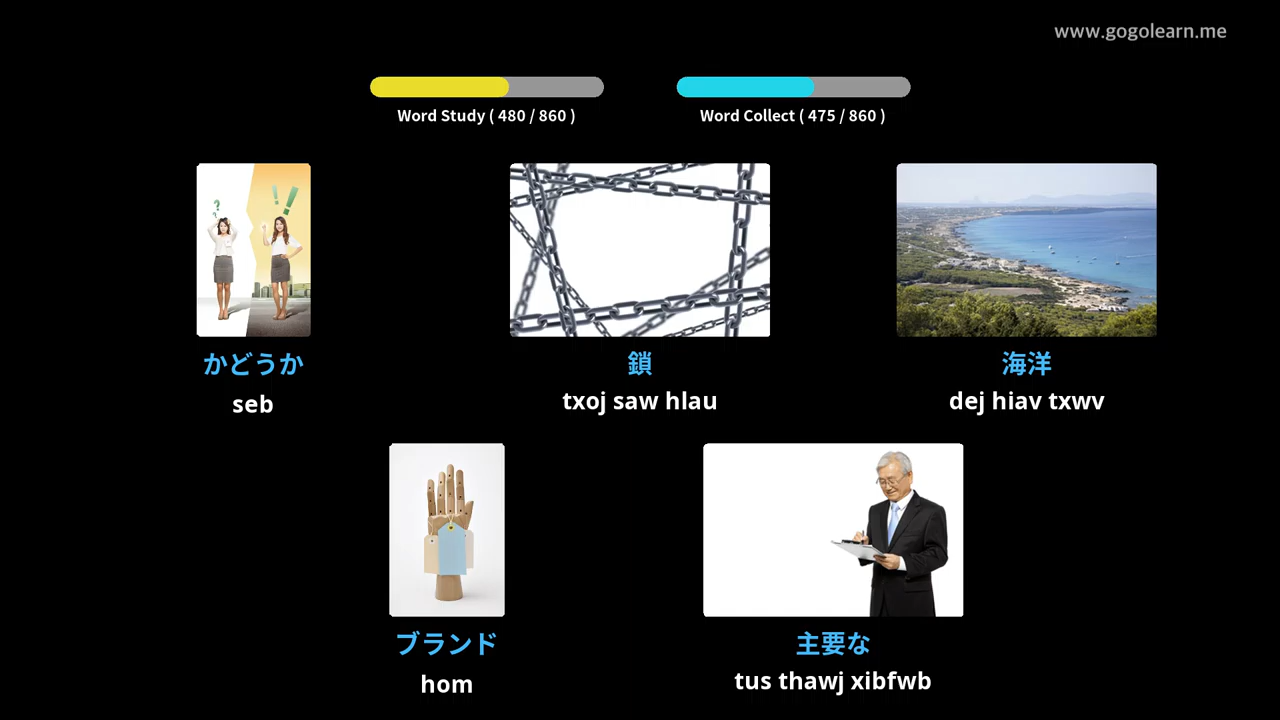 www.gogolearn.me
Word Study ( 480 / 860 )
Word Collect ( 475 / 860 )
かどうか
seb
鎖
txoj saw hlau
海洋
dej hiav txwv
ブランド
hom
主要な
tus thawj xibfwb